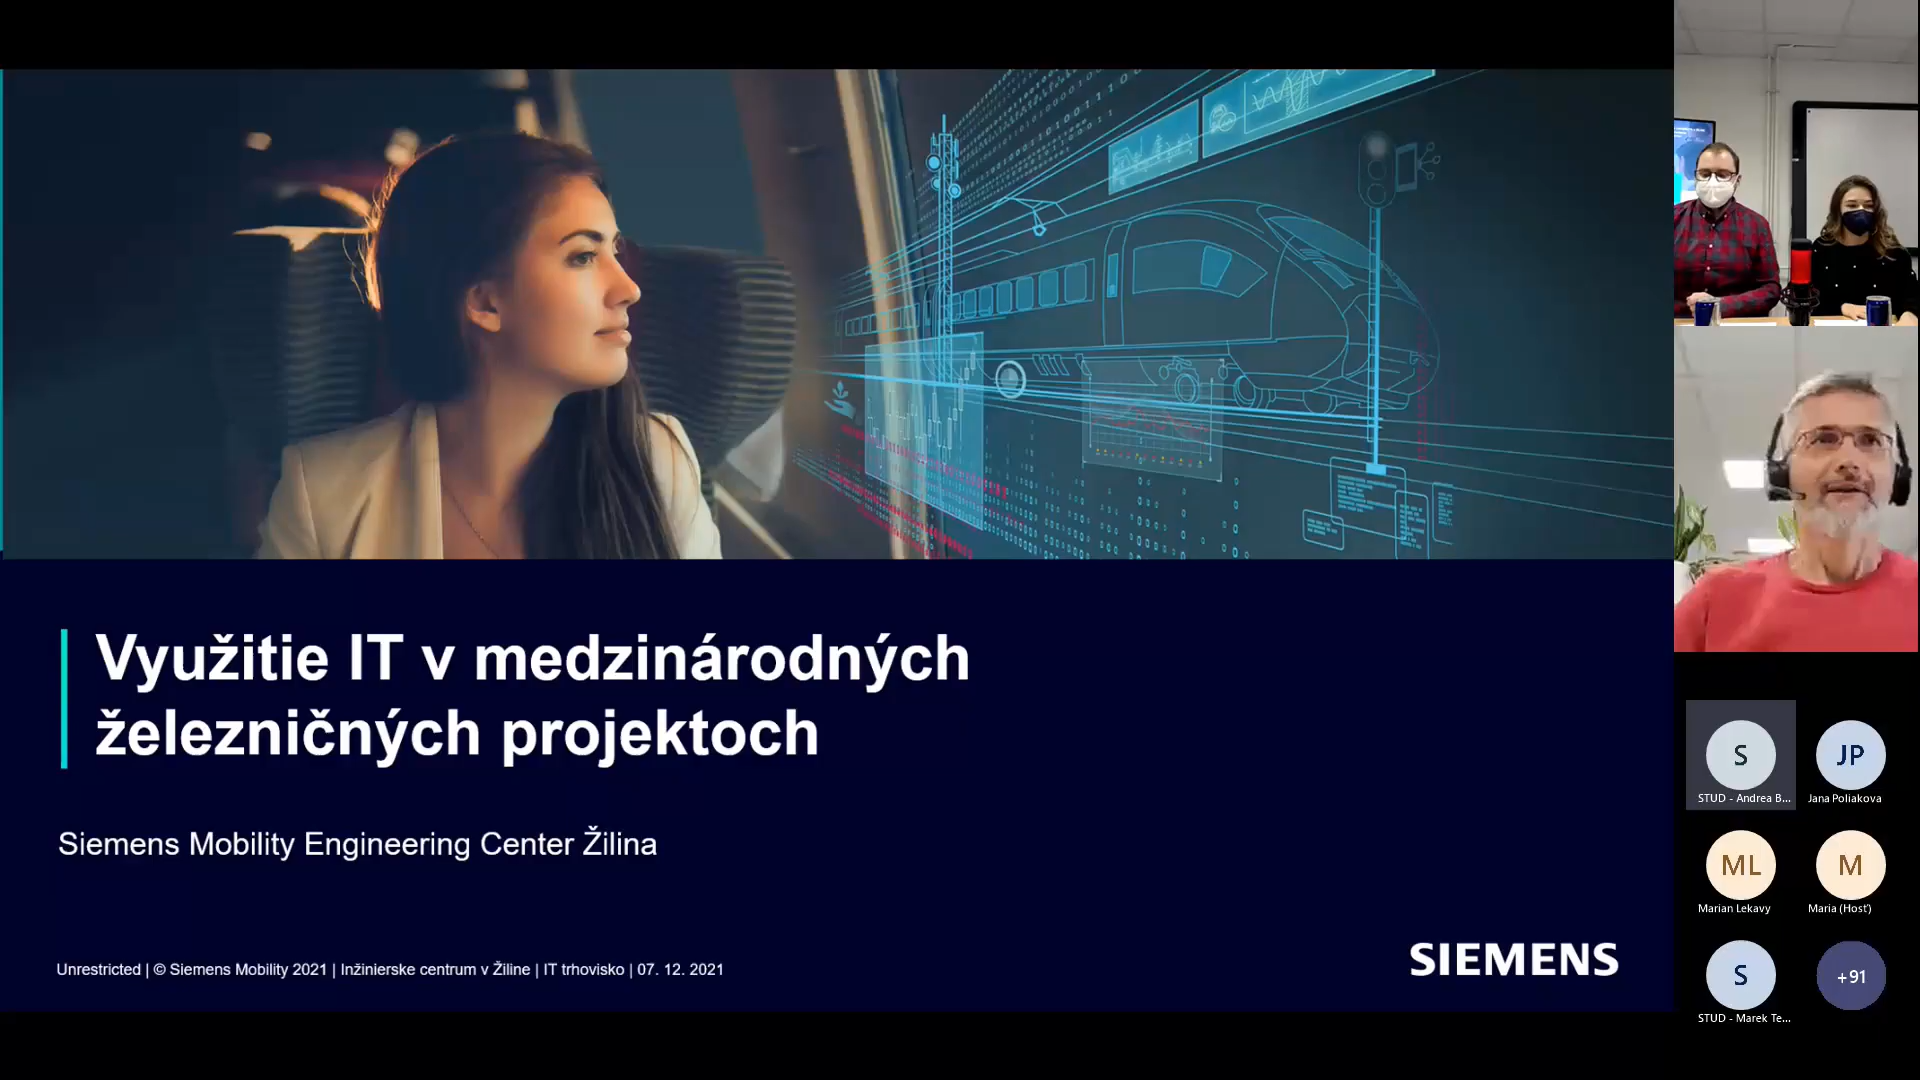 Využitie IT v medzinárodných
železničných projektoch
Siemens Mobility Engineering Center Žilina
Unrestricted | © Siemens Mobility 2021 | Inžinierske centrum v Žiline | IT trhovisko | 07. 12. 2021
SIEMENS
S
STUD - Andrea B...
JP
Jana Poliakova
ML
Marian Lekavy
M
Maria (Hosť)
S
STUD - Marek Te...
+91